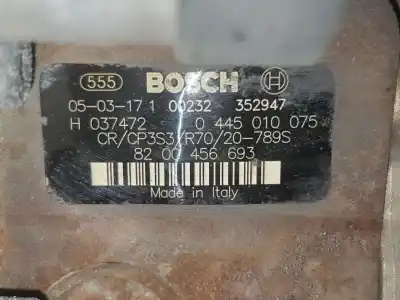 555 BOSCH
05-03-17 1 00232 352947
H 037472 0 445 010 075
CR/CP3S3/R70/20-789S
82 00 456 693
Made in Italy